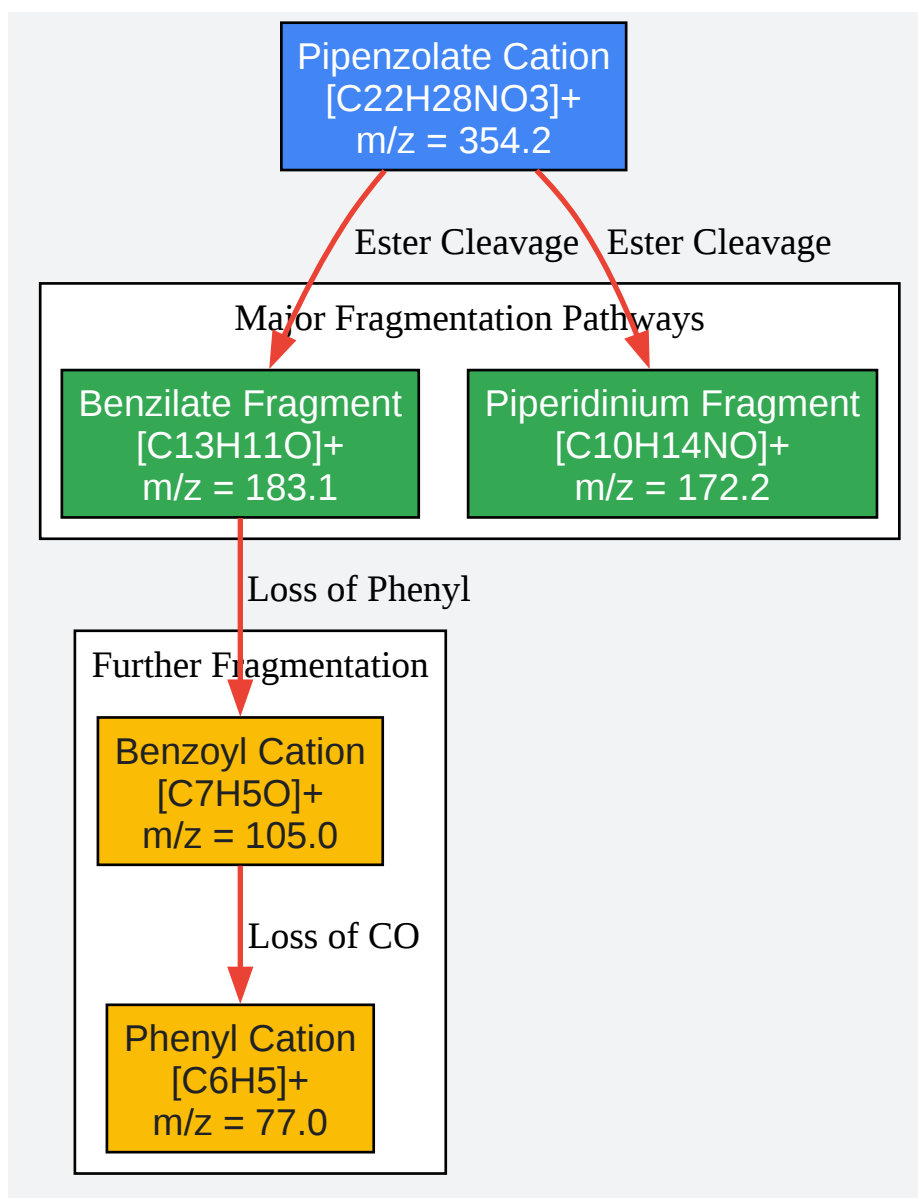 Pipenzolate Cation
[C22H28NO3]+
m/z = 354.2
Ester Cleavage
Ester Cleavage
Major Fragmentation Pathways
Benzilate Fragment
[C13H11O]+
m/z = 183.1
Piperidinium Fragment
[C10H14NO]+
m/z = 172.2
Loss of Phenyl
Further Fragmentation
Benzoyl Cation
[C7H5O]+
m/z = 105.0
Loss of CO
Phenyl Cation
[C6H5]+
m/z = 77.0